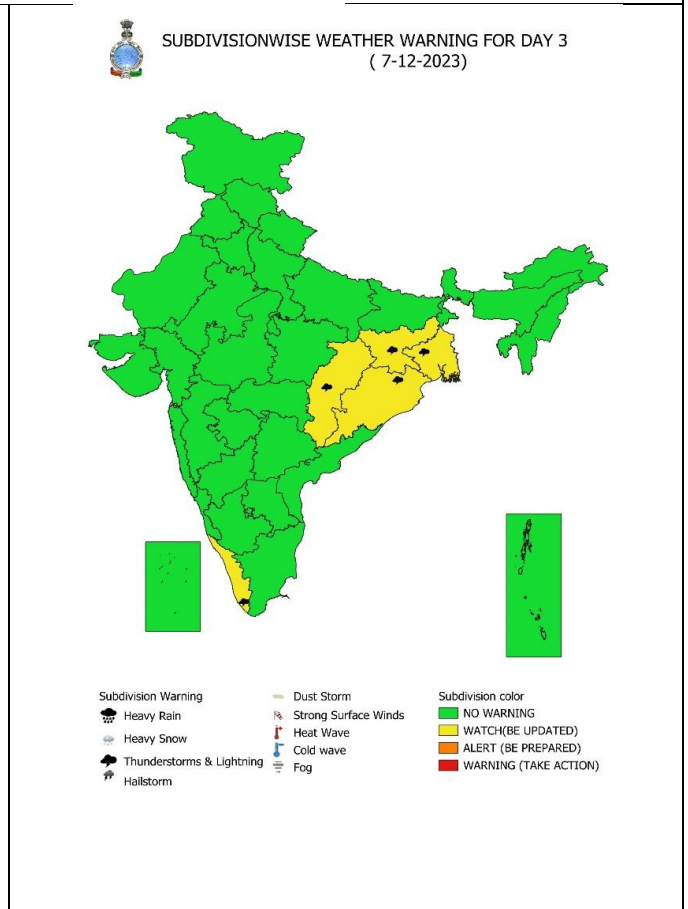 SUBDIVISIONWISE WEATHER WARNING FOR DAY 3
( 7-12-2023)
Subdivision Warning
Heavy Rain
Heavy Snow
Thunderstorms & Lightning
Hailstorm
Dust Storm
Strong Surface Winds
Heat Wave
Cold wave
Fog
Subdivision color
NO WARNING
WATCH(BE UPDATED)
ALERT (BE PREPARED)
WARNING (TAKE ACTION)